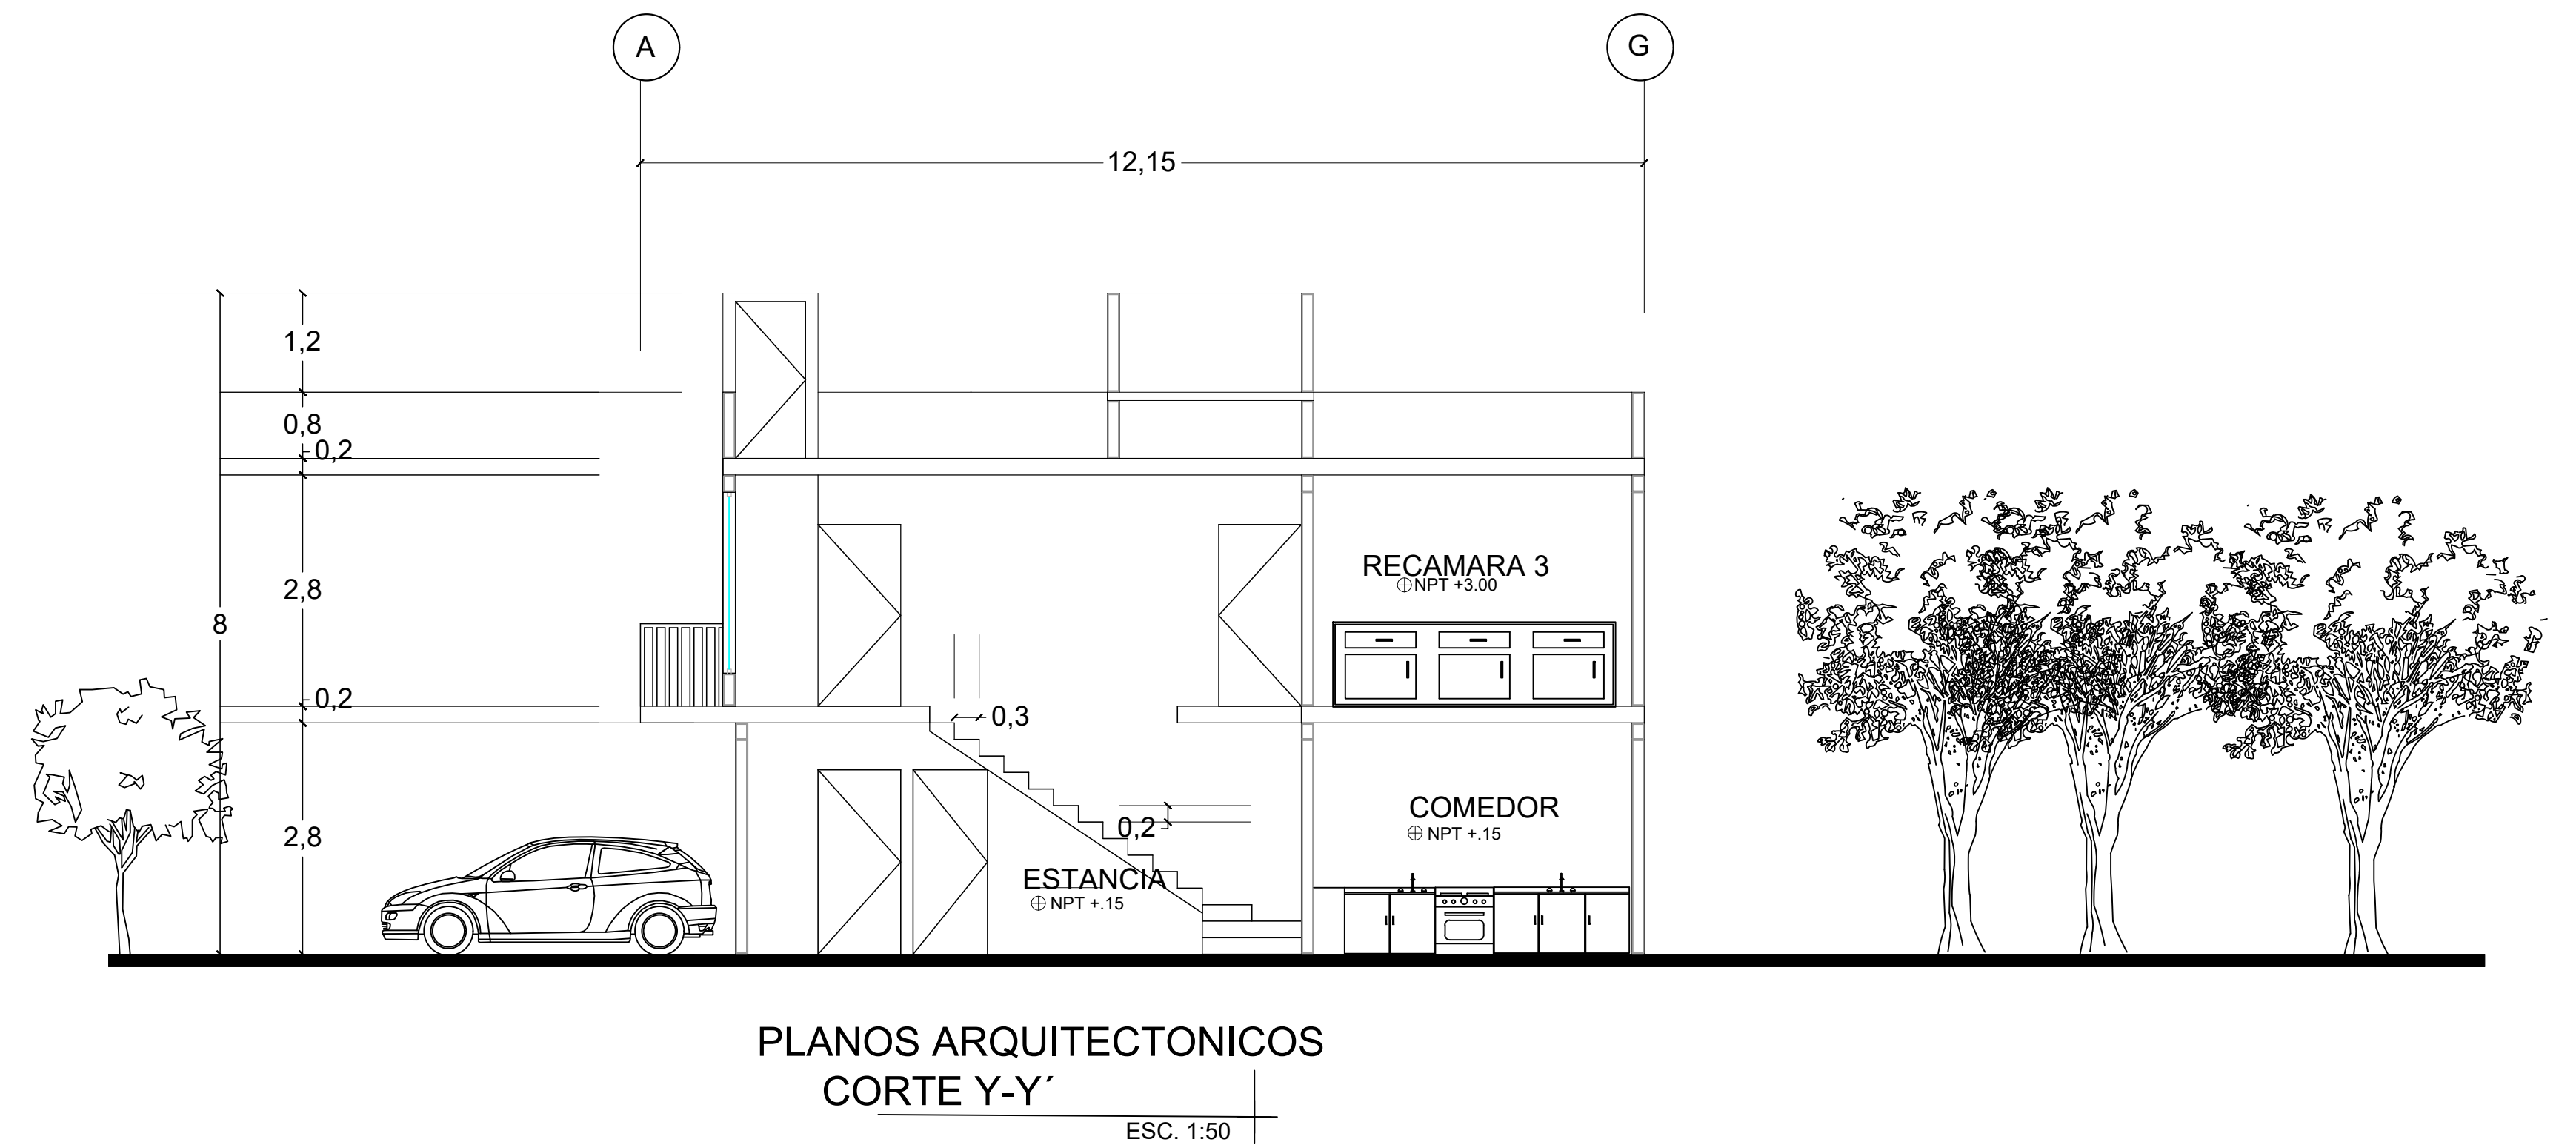 A
G
12,15
1,2
0,8
0,2
2,8
8
RECAMARA 3
NPT +3.00
0,2
0,3
2,8
0,2
COMEDOR
NPT +.15
ESTANCIA
NPT +.15
PLANOS ARQUITECTONICOS
CORTE Y-Y´
ESC. 1:50